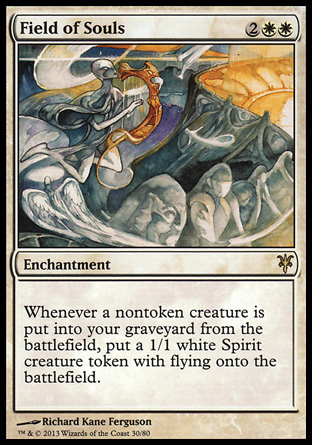 Field of Souls 2
Enchantment
Whenever a nontoken creature is
put into your graveyard from the
battlefield, put a 1/1 white Spirit
creature token with flying onto the
battlefield.
Richard Kane Ferguson
™ & © 2013 Wizards of the Coast 30/80